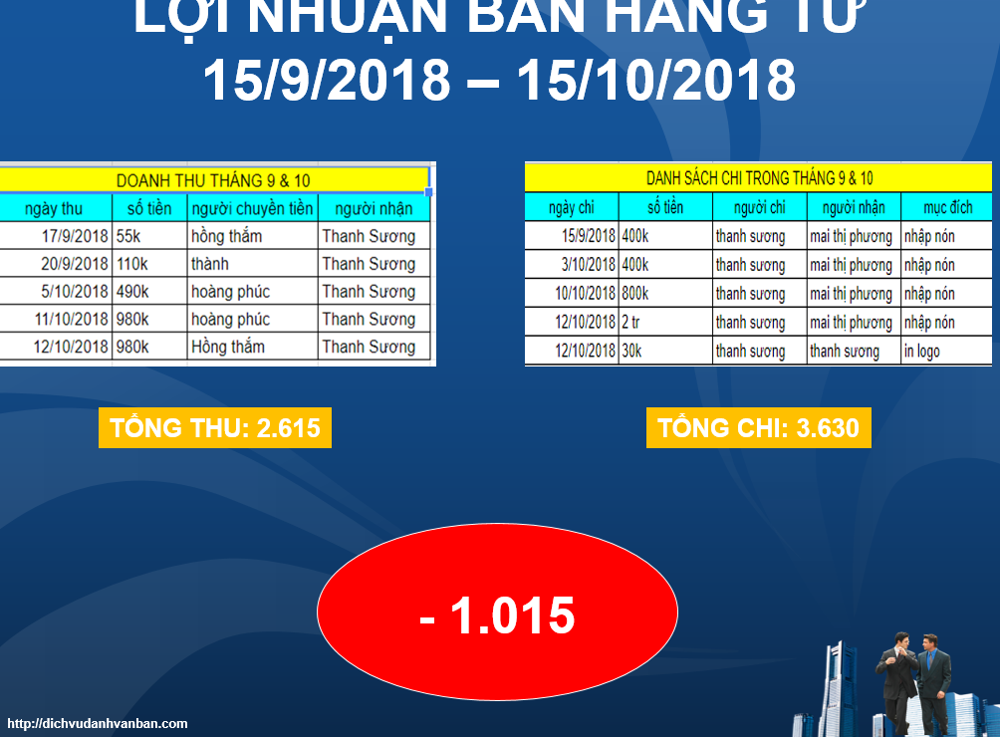 LỢI NHUẬN BÁN HÀNG TỪ
15/9/2018 – 15/10/2018
DOANH THU THÁNG 9 & 10
ngày thu số tiền người chuyền tiền người nhận
17/9/2018 55k hồng thắm Thanh Sương
20/9/2018 110k thành Thanh Sương
5/10/2018 490k hoàng phúc Thanh Sương
11/10/2018 980k hoàng phúc Thanh Sương
12/10/2018 980k Hồng thắm Thanh Sương
DANH SÁCH CHI TRONG THÁNG 9 & 10
ngày chi số tiền người chi người nhận mục đích
15/9/2018 400k thanh sương mai thị phương nhập nón
3/10/2018 400k thanh sương mai thị phương nhập nón
10/10/2018 800k thanh sương mai thị phương nhập nón
12/10/2018 2 tr thanh sương mai thị phương nhập nón
12/10/2018 30k thanh sương thanh sương in logo
TỔNG THU: 2.615
TỔNG CHI: 3.630
- 1.015
http://dichvudanhvanban.com